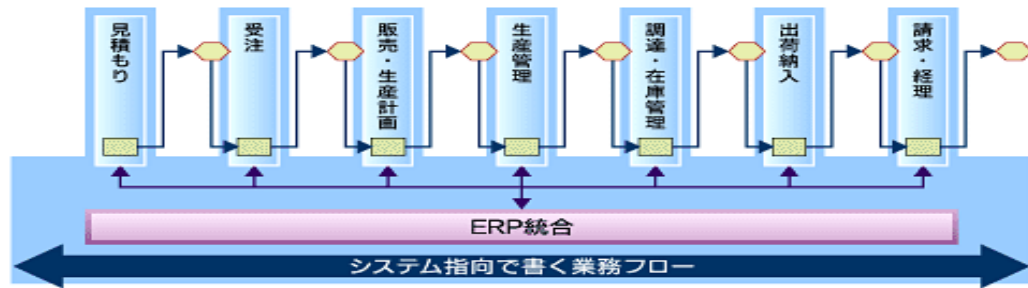 見積もり
受注
販売・生産計画
生産管理
調達・在庫管理
出荷納入
請求・経理
ERP統合
システム指向で書く業務フロー